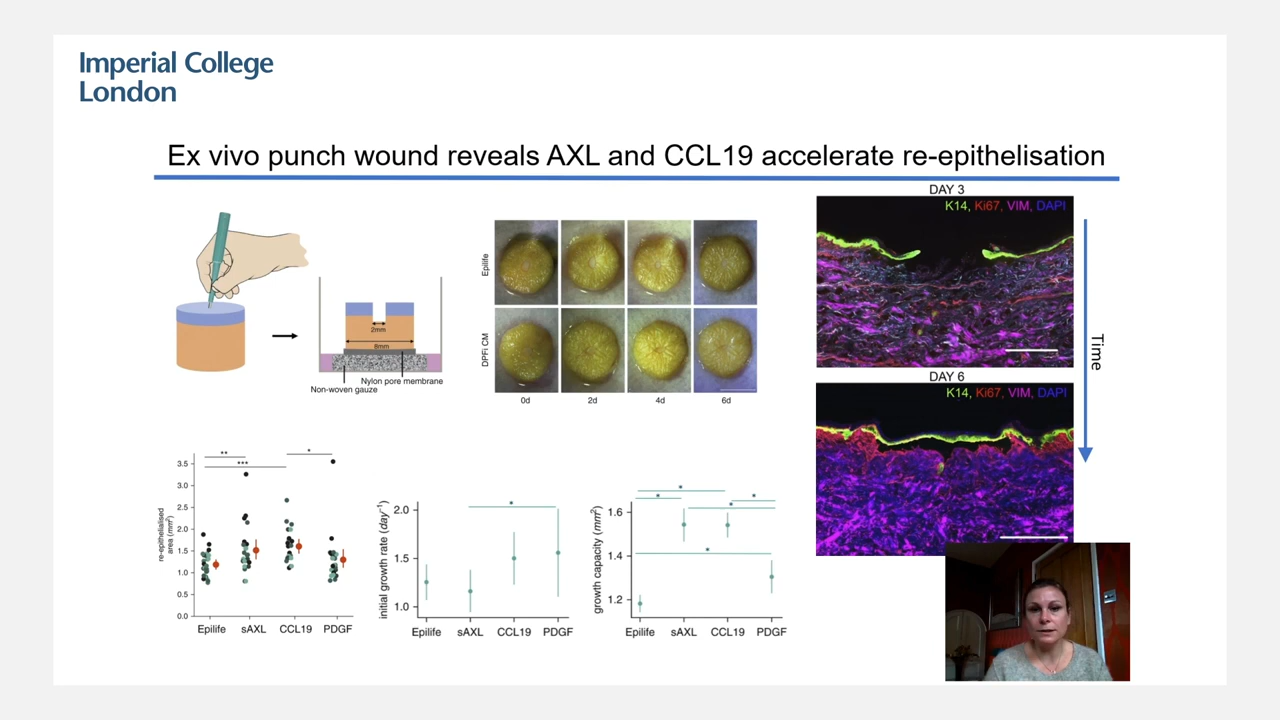 Imperial College
London
Ex vivo punch wound reveals AXL and CCL19 accelerate re-epithelisation
2mm
8mm
Nylon pore membrane
Non-woven gauze
Epilife
DPFi CM
0d 2d 4d 6d
DAY 3
K14, Ki67, VIM, DAPI
Time
DAY 6
K14, Ki67, VIM, DAPI
re-epithelialised
area (mm²)
3.5
3.0
2.5
2.0
1.5
1.0
0.5
0.0
**
***
*
Epilife sAXL CCL19 PDGF
initial growth rate (day⁻¹)
2.0
1.5
1.0
*
Epilife sAXL CCL19 PDGF
growth capacity (mm²)
1.6
1.4
1.2
*
*
*
*
*
Epilife sAXL CCL19 PDGF